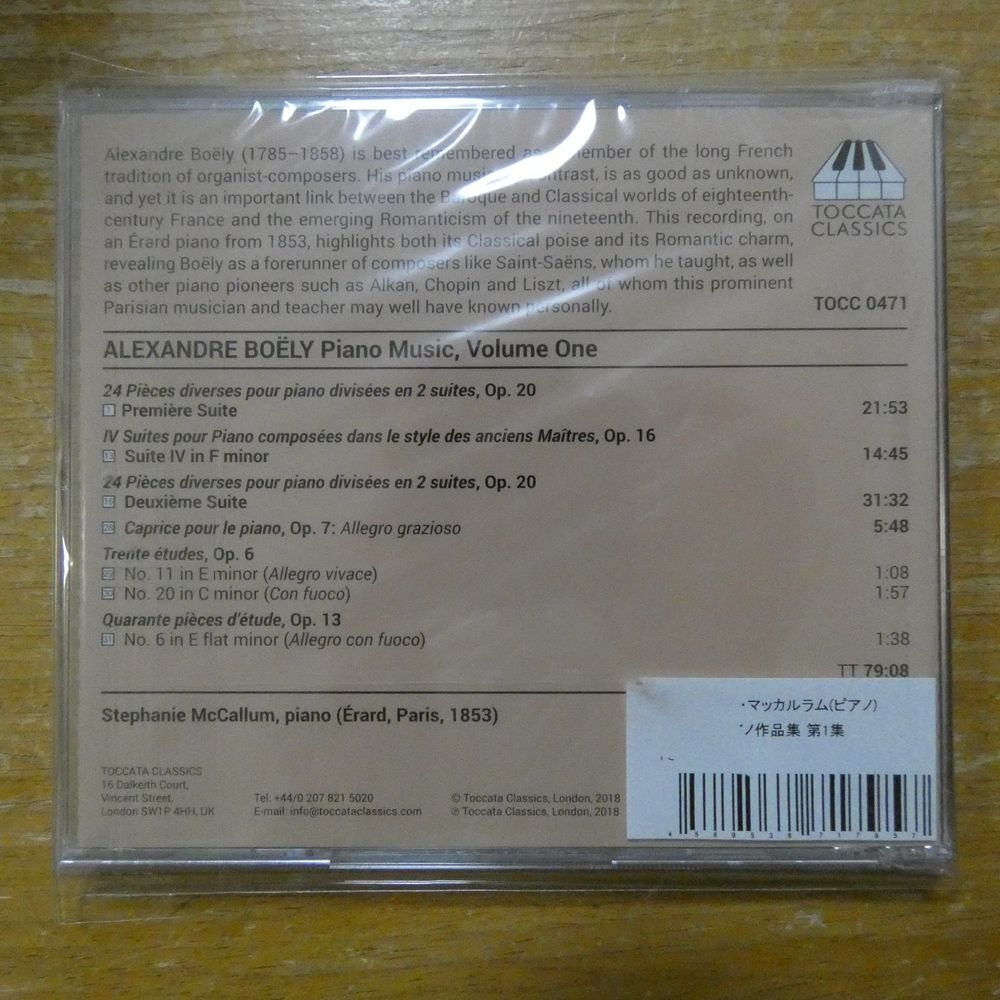 Alexandre Boëly (1785–1858) is best remembered as member of the long French
tradition of organist-composers. His piano music contrast, is as good as unknown,
and yet it is an important link between the Baroque and Classical worlds of eighteenth-
century France and the emerging Romanticism of the nineteenth. This recording, on
an Érard piano from 1853, highlights both its Classical poise and its Romantic charm,
revealing Boëly as a forerunner of composers like Saint-Saëns, whom he taught, as well
as other piano pioneers such as Alkan, Chopin and Liszt, all of whom this prominent
Parisian musician and teacher may well have known personally.
TOCCATA
CLASSICS
TOCC 0471
ALEXANDRE BOËLY Piano Music, Volume One
24 Pièces diverses pour piano divisées en 2 suites, Op. 20
1 Première Suite 21:53
IV Suites pour Piano composées dans le style des anciens Maîtres, Op. 16
13 Suite IV in F minor 14:45
24 Pièces diverses pour piano divisées en 2 suites, Op. 20
16 Deuxième Suite 31:32
28 Caprice pour le piano, Op. 7: Allegro grazioso 5:48
Trente études, Op. 6
29 No. 11 in E minor (Allegro vivace) 1:08
30 No. 20 in C minor (Con fuoco) 1:57
Quarante pièces d'étude, Op. 13
31 No. 6 in E flat minor (Allegro con fuoco) 1:38
TT 79:08
Stephanie McCallum, piano (Érard, Paris, 1853)
・マッカルラム(ピアノ)
ノ作品集 第1集
4589538717957
TOCCATA CLASSICS
16 Dalkeith Court,
Vincent Street, Tel: +44/0 207 821 5020 © Toccata Classics, London, 2018
London SW1P 4HH, UK E-mail: info@toccataclassics.com ℗ Toccata Classics, London, 2018